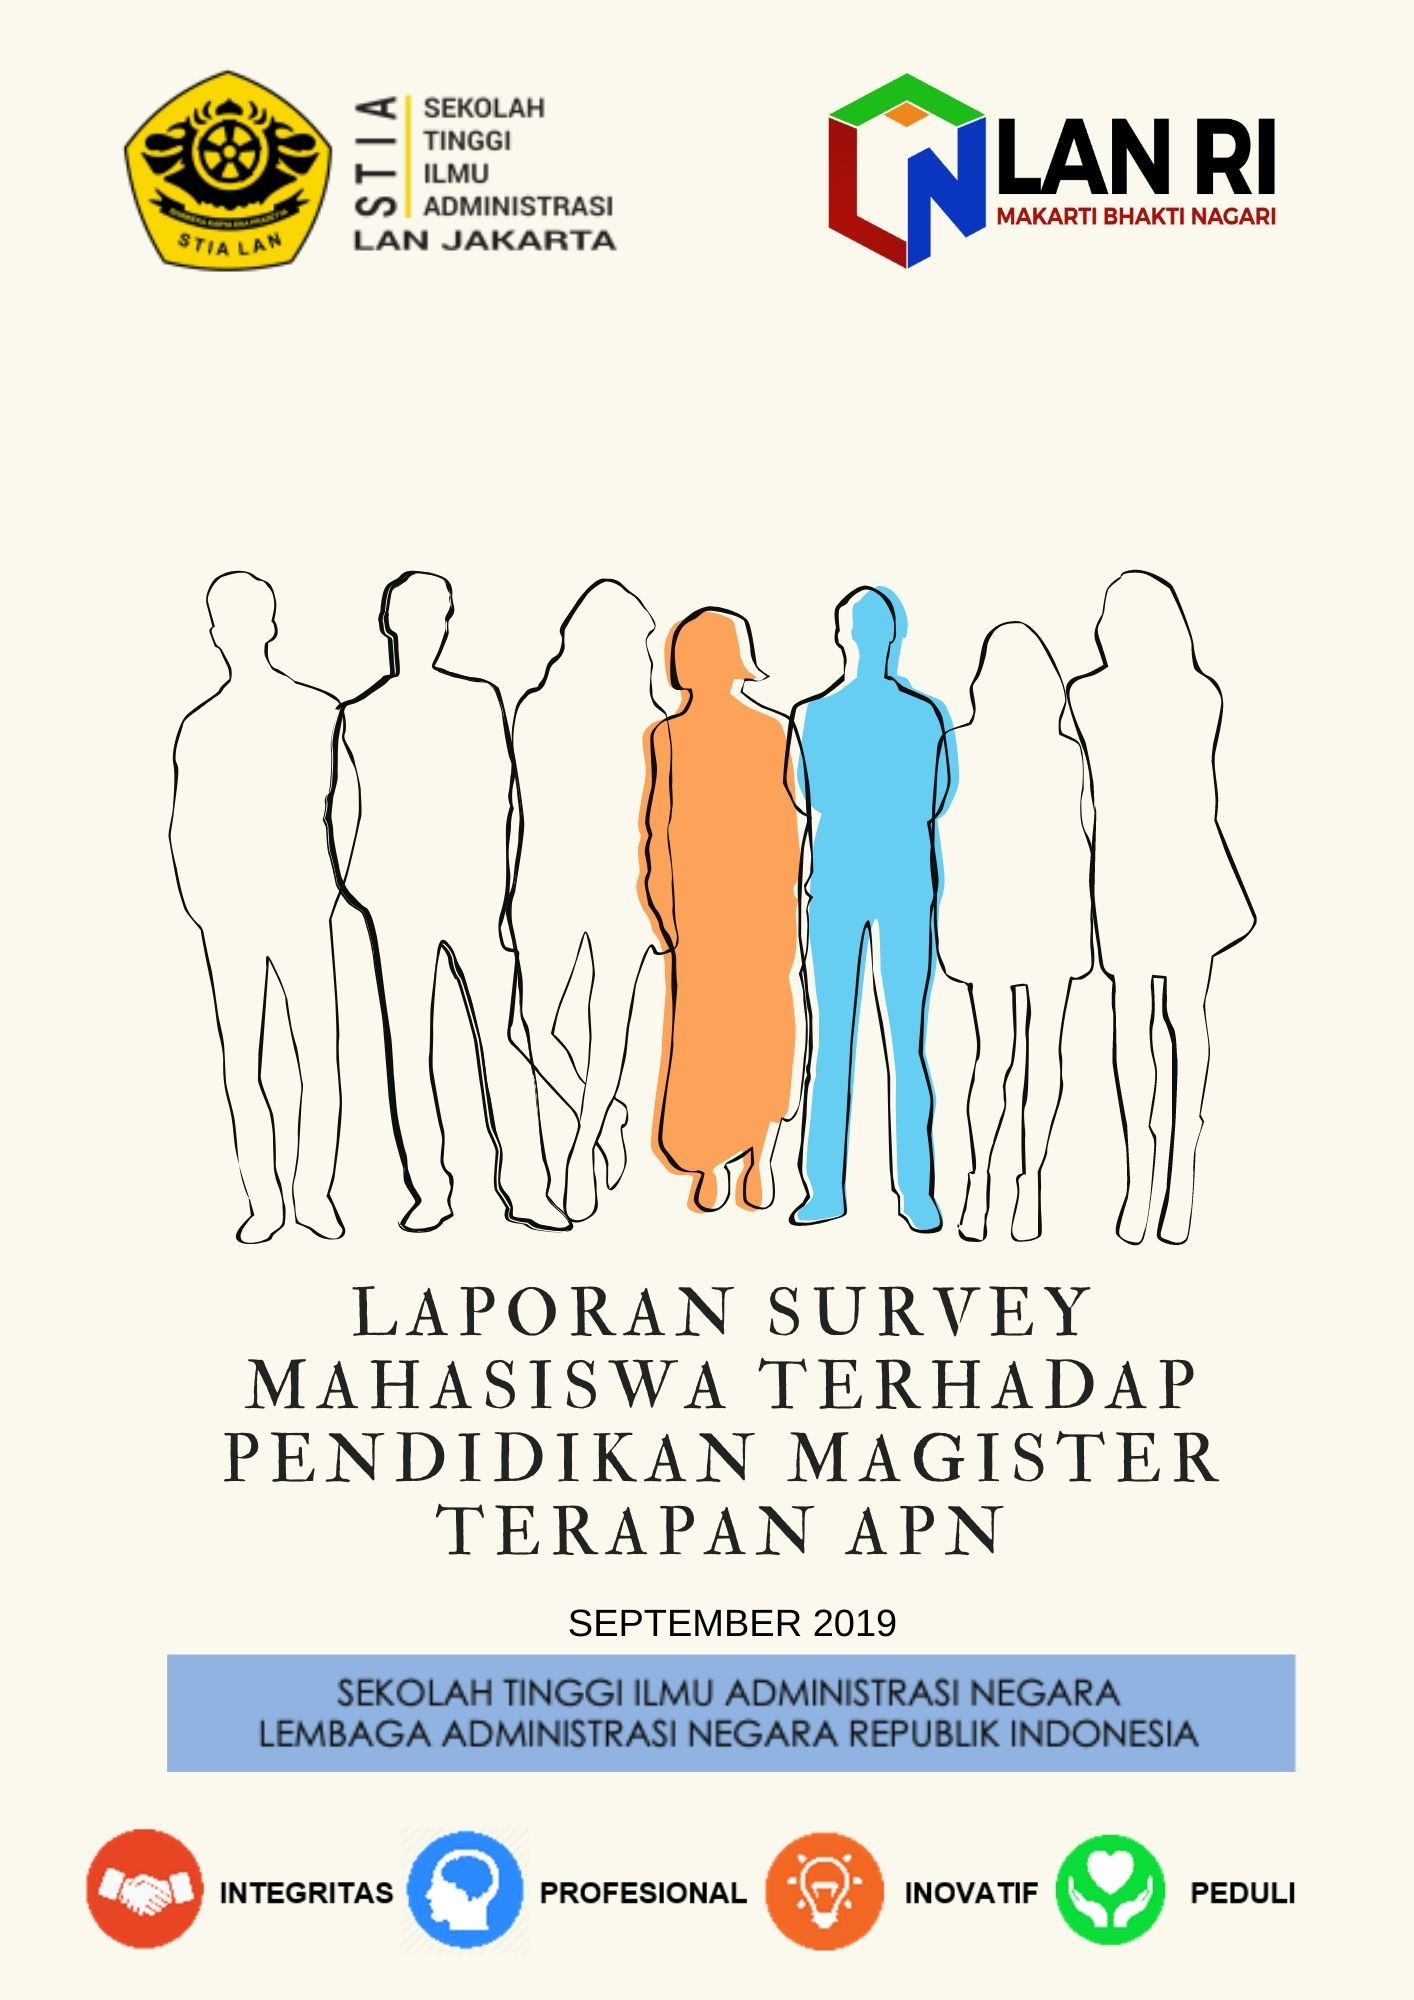 STIA
SEKOLAH
TINGGI
ILMU
ADMINISTRASI
LAN JAKARTA
STIA LAN
LAN RI
MAKARTI BHAKTI NAGARI
LAPORAN SURVEY
MAHASISWA TERHADAP
PENDIDIKAN MAGISTER
TERAPAN APN
SEPTEMBER 2019
SEKOLAH TINGGI ILMU ADMINISTRASI NEGARA
LEMBAGA ADMINISTRASI NEGARA REPUBLIK INDONESIA
INTEGRITAS
PROFESIONAL
INOVATIF
PEDULI